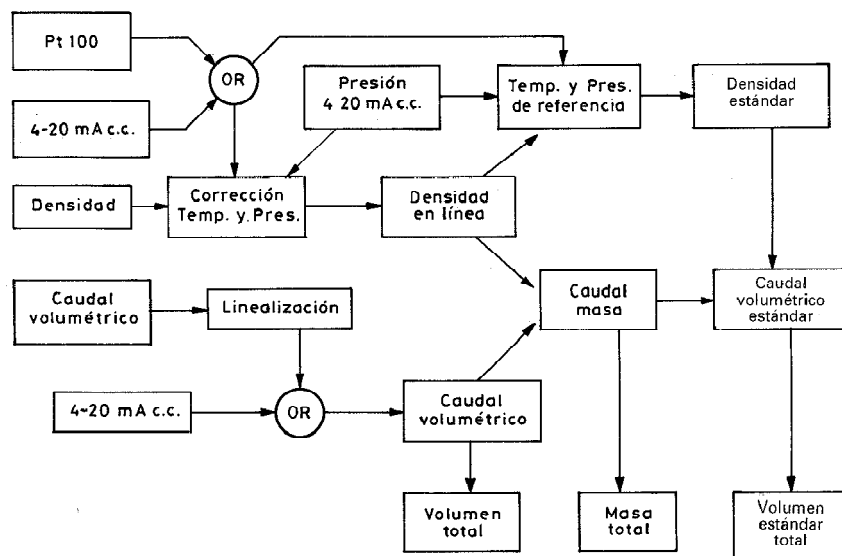 Pt 100
OR
4-20 mA c.c.
Presión
4 20 mA c.c.
Temp. y Pres.
de referencia
Densidad
estándar
Densidad
Corrección
Temp. y. Pres.
Densidad
en línea
Caudal
volumétrico
Linealización
Caudal
masa
Caudal
volumétrico
estándar
4-20 mA c.c.
OR
Caudal
volumétrico
Volumen
total
Masa
total
Volumen
estándar
total